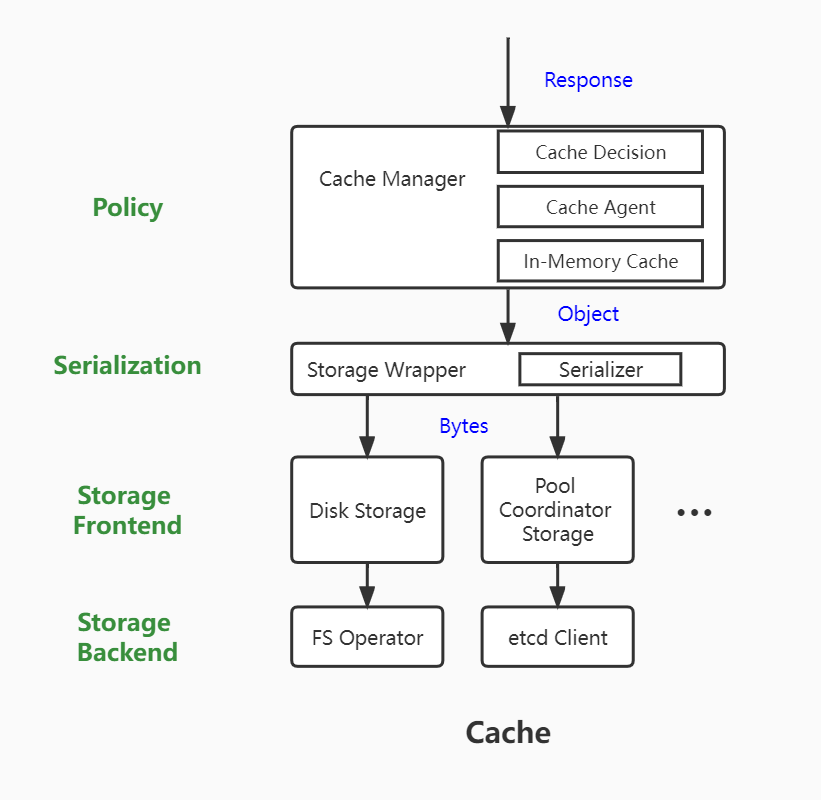 Response
Cache Decision
Cache Manager
Policy
Cache Agent
In-Memory Cache
Object
Serialization
Storage Wrapper
Serializer
Bytes
Storage
Frontend
Disk Storage
Pool
Coordinator
Storage
...
Storage
Backend
FS Operator
etcd Client
Cache